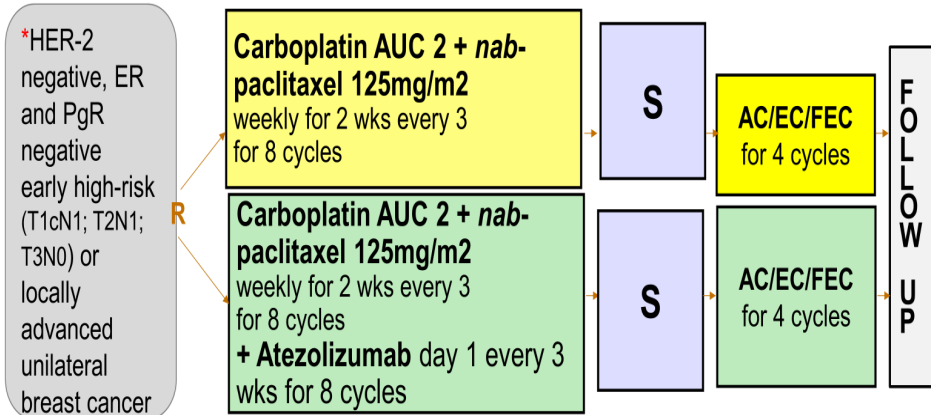 *HER-2
negative, ER
and PgR
negative
early high-risk
(T1cN1; T2N1;
T3N0) or
locally
advanced
unilateral
breast cancer
R
Carboplatin AUC 2 + nab-
paclitaxel 125mg/m2
weekly for 2 wks every 3
for 8 cycles
S
AC/EC/FEC
for 4 cycles
Carboplatin AUC 2 + nab-
paclitaxel 125mg/m2
weekly for 2 wks every 3
for 8 cycles
+ Atezolizumab day 1 every 3
wks for 8 cycles
S
AC/EC/FEC
for 4 cycles
FOLLOW UP